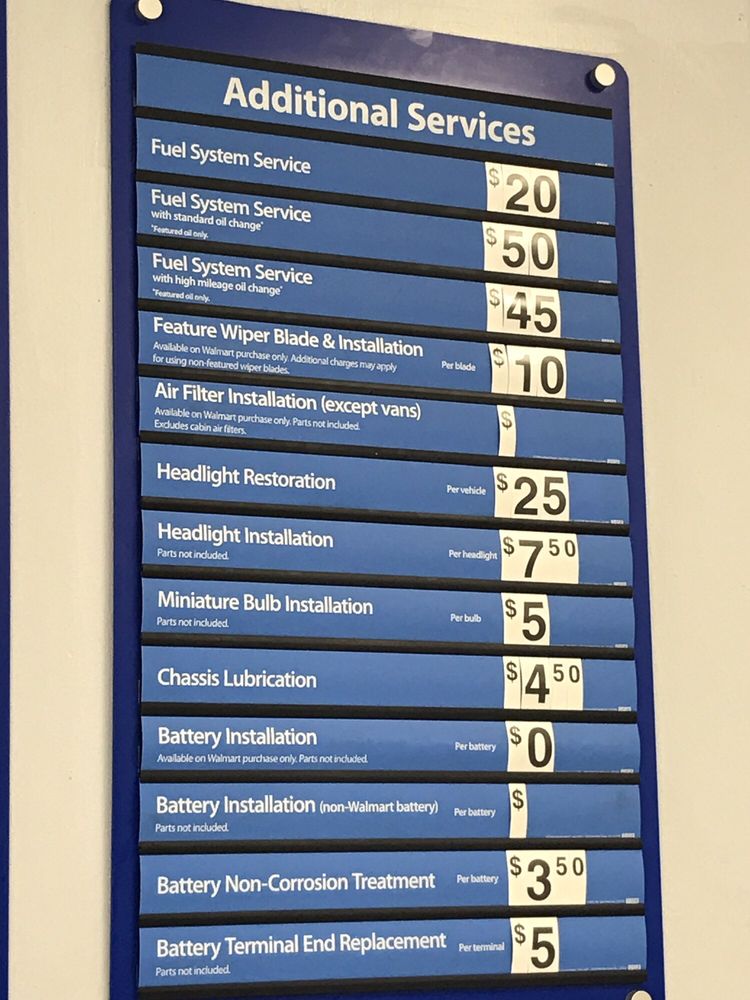 Additional Services
Fuel System Service
$20
Fuel System Service
with standard oil change*
*Featured oil only.
$50
Fuel System Service
with high mileage oil change*
*Featured oil only.
$45
Feature Wiper Blade & Installation
Available on Walmart purchase only. Additional charges may apply
for using non-featured wiper blades.
Per blade $10
Air Filter Installation (except vans)
Available on Walmart purchase only. Parts not included.
Excludes cabin air filters.
$
Headlight Restoration
Per vehicle $25
Headlight Installation
Parts not included.
Per headlight $7 50
Miniature Bulb Installation
Parts not included.
Per bulb $5
Chassis Lubrication
$4 50
Battery Installation
Available on Walmart purchase only. Parts not included.
Per battery $0
Battery Installation (non-Walmart battery)
Parts not included.
Per battery $
Battery Non-Corrosion Treatment
Per battery $3 50
Battery Terminal End Replacement
Parts not included.
Per terminal $5